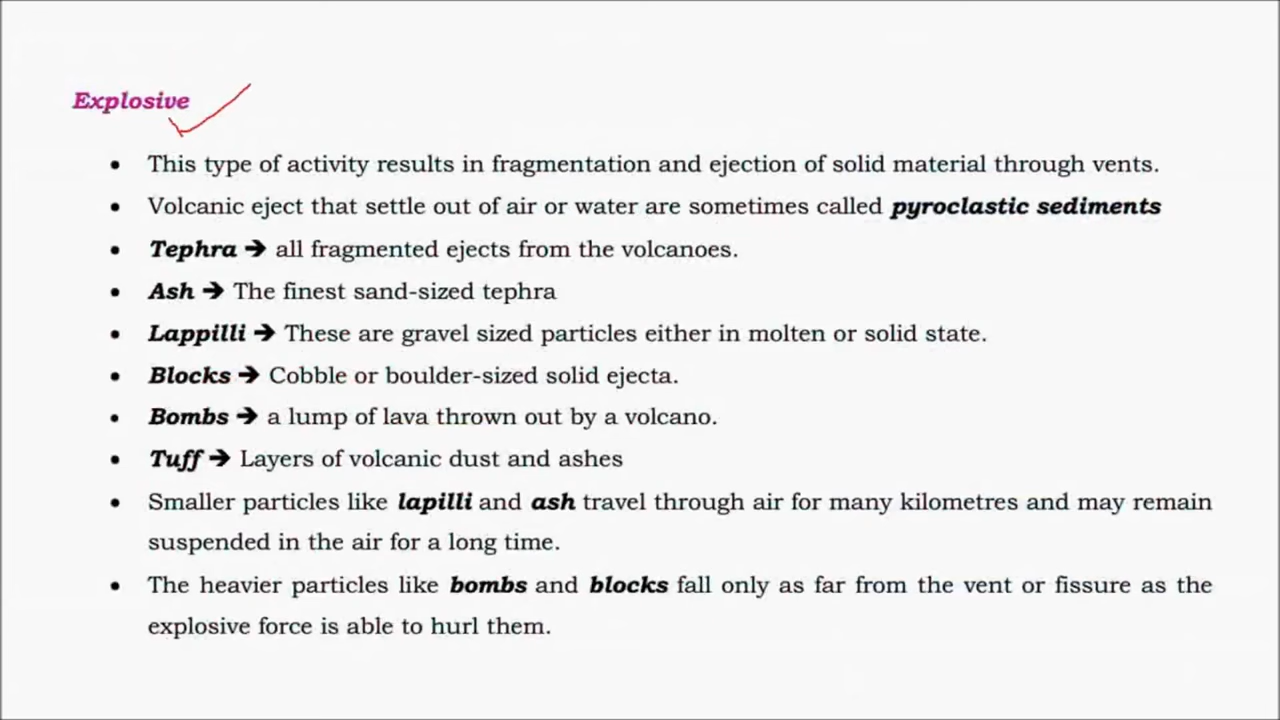 Explosive
• This type of activity results in fragmentation and ejection of solid material through vents.
• Volcanic eject that settle out of air or water are sometimes called pyroclastic sediments
• Tephra ➔ all fragmented ejects from the volcanoes.
• Ash ➔ The finest sand-sized tephra
• Lappilli ➔ These are gravel sized particles either in molten or solid state.
• Blocks ➔ Cobble or boulder-sized solid ejecta.
• Bombs ➔ a lump of lava thrown out by a volcano.
• Tuff ➔ Layers of volcanic dust and ashes
• Smaller particles like lapilli and ash travel through air for many kilometres and may remain
suspended in the air for a long time.
• The heavier particles like bombs and blocks fall only as far from the vent or fissure as the
explosive force is able to hurl them.